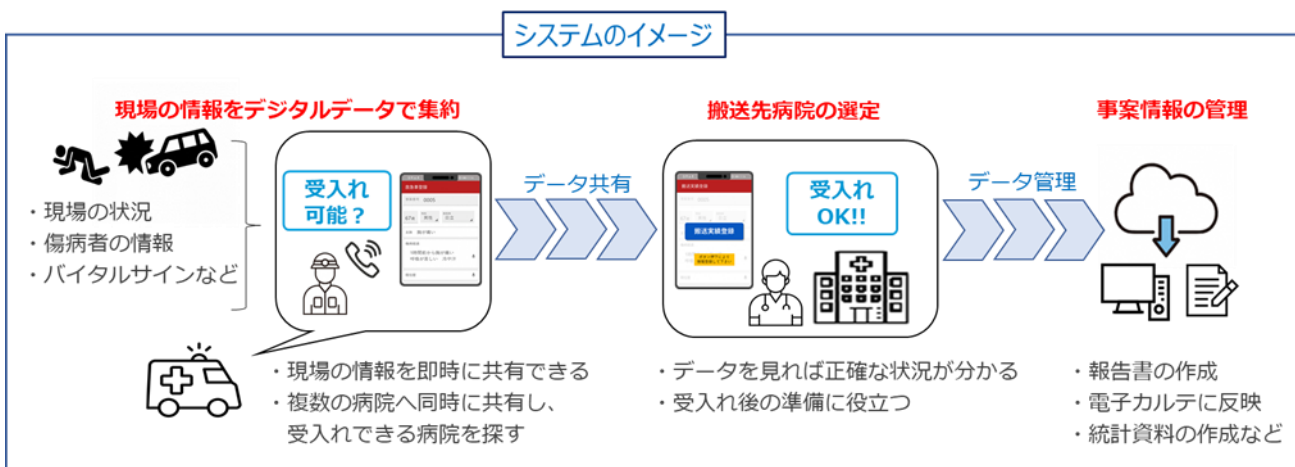 システムのイメージ
現場の情報をデジタルデータで集約
・現場の状況
・傷病者の情報
・バイタルサインなど
受入れ
可能？
・現場の情報を即時に共有できる
・複数の病院へ同時に共有し、
受入れできる病院を探す
データ共有
搬送先病院の選定
搬送実績登録
受入れ
OK!!
・データを見れば正確な状況が分かる
・受入れ後の準備に役立つ
データ管理
事案情報の管理
・報告書の作成
・電子カルテに反映
・統計資料の作成など